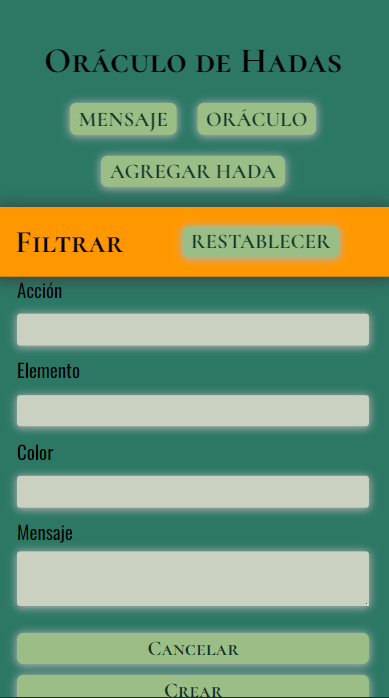 Oráculo de Hadas
MENSAJE ORÁCULO
AGREGAR HADA
Filtrar RESTABLECER
Acción
Elemento
Color
Mensaje
Cancelar
Crear